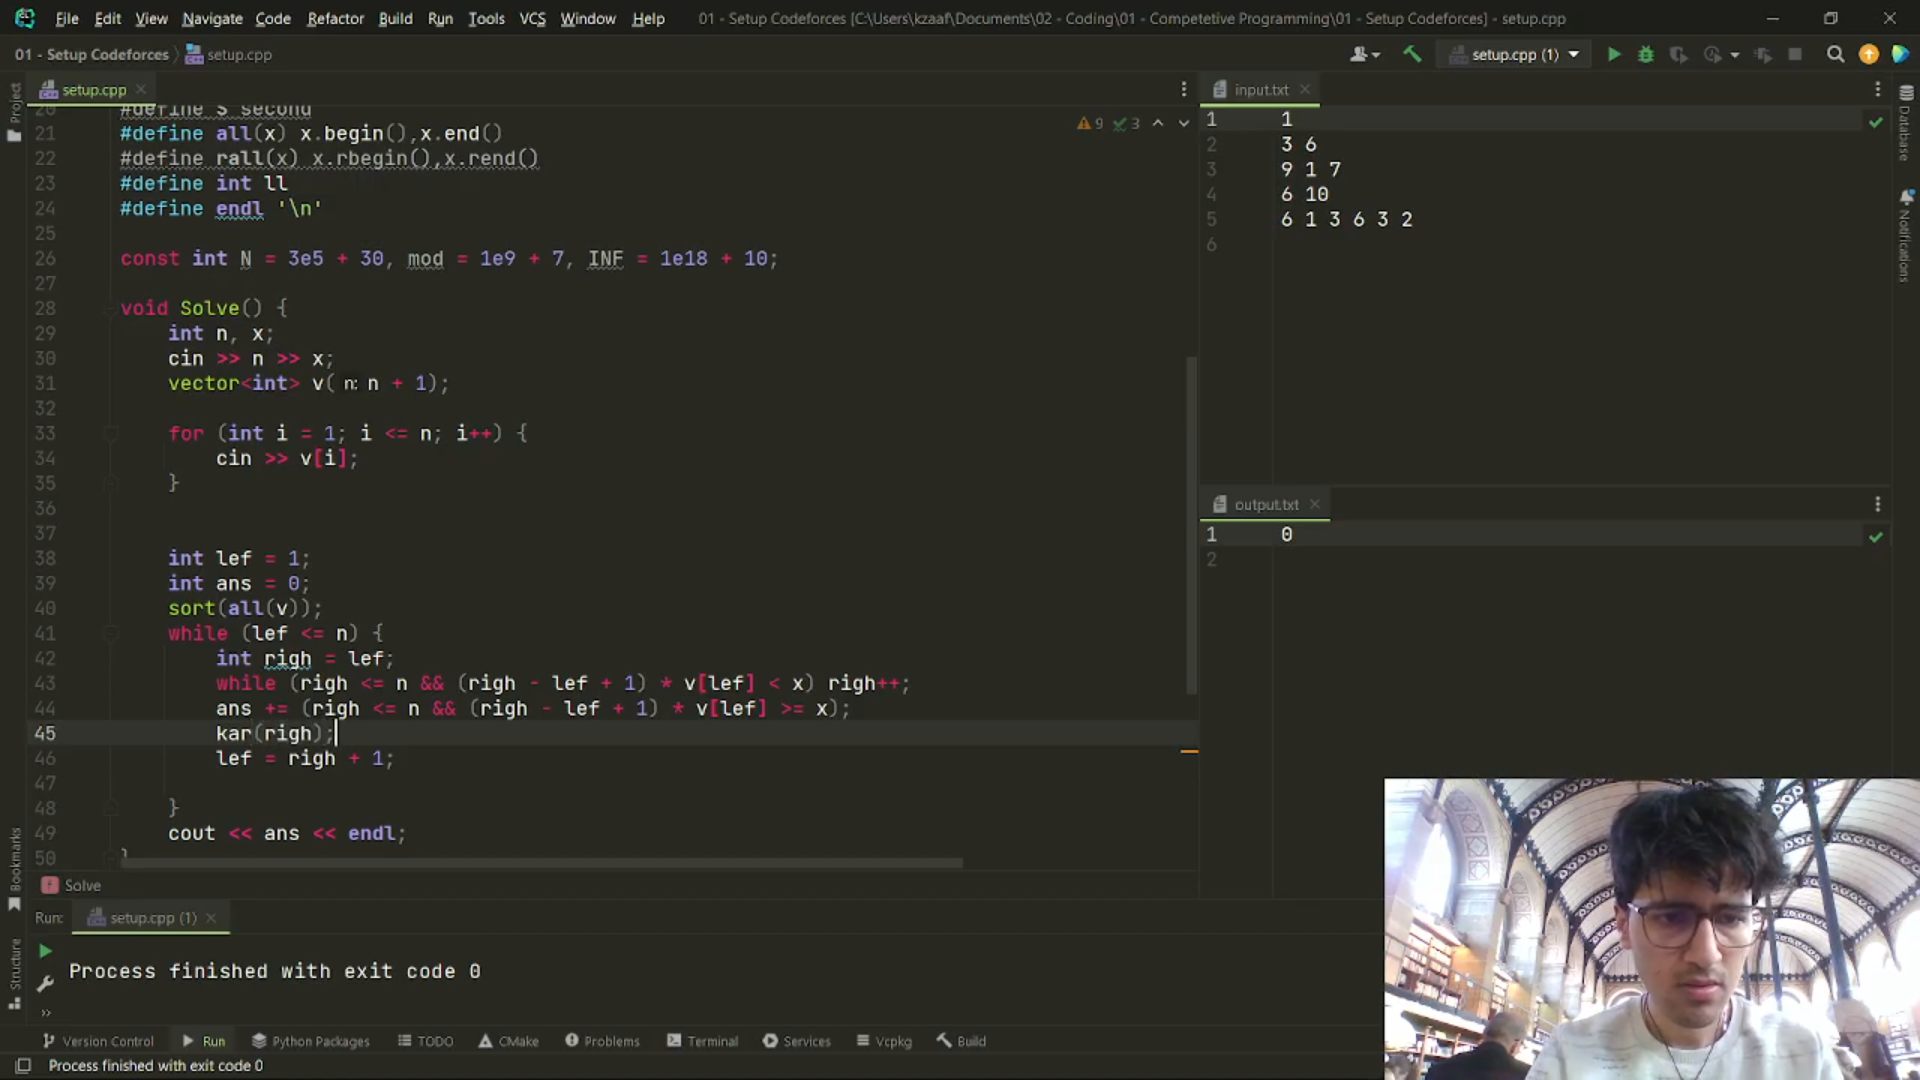 File Edit View Navigate Code Refactor Build Run Tools VCS Window Help 01 - Setup Codeforces [C:\Users\kzaaf\Documents\02 - Coding\01 - Competetive Programming\01 - Setup Codeforces] - setup.cpp
01 - Setup Codeforces setup.cpp
setup.cpp (1)
Project
setup.cpp
input.txt
Database
Notifications
9 3
20 #define S second
21 #define all(x) x.begin(),x.end()
22 #define rall(x) x.rbegin(),x.rend()
23 #define int ll
24 #define endl '\n'
25
26 const int N = 3e5 + 30, mod = 1e9 + 7, INF = 1e18 + 10;
27
28 void Solve() {
29 int n, x;
30 cin >> n >> x;
31 vector<int> v( n: n + 1);
32
33 for (int i = 1; i <= n; i++) {
34 cin >> v[i];
35 }
36
37
38 int lef = 1;
39 int ans = 0;
40 sort(all(v));
41 while (lef <= n) {
42 int righ = lef;
43 while (righ <= n && (righ - lef + 1) * v[lef] < x) righ++;
44 ans += (righ <= n && (righ - lef + 1) * v[lef] >= x);
45 kar(righ);
46 lef = righ + 1;
47
48 }
49 cout << ans << endl;
50 }
1 1
2 3 6
3 9 1 7
4 6 10
5 6 1 3 6 3 2
6
output.txt
1 0
2
Solve
Bookmarks
Structure
Run: setup.cpp (1)
Process finished with exit code 0
Version Control Run Python Packages TODO CMake Problems Terminal Services Vcpkg Build
Process finished with exit code 0